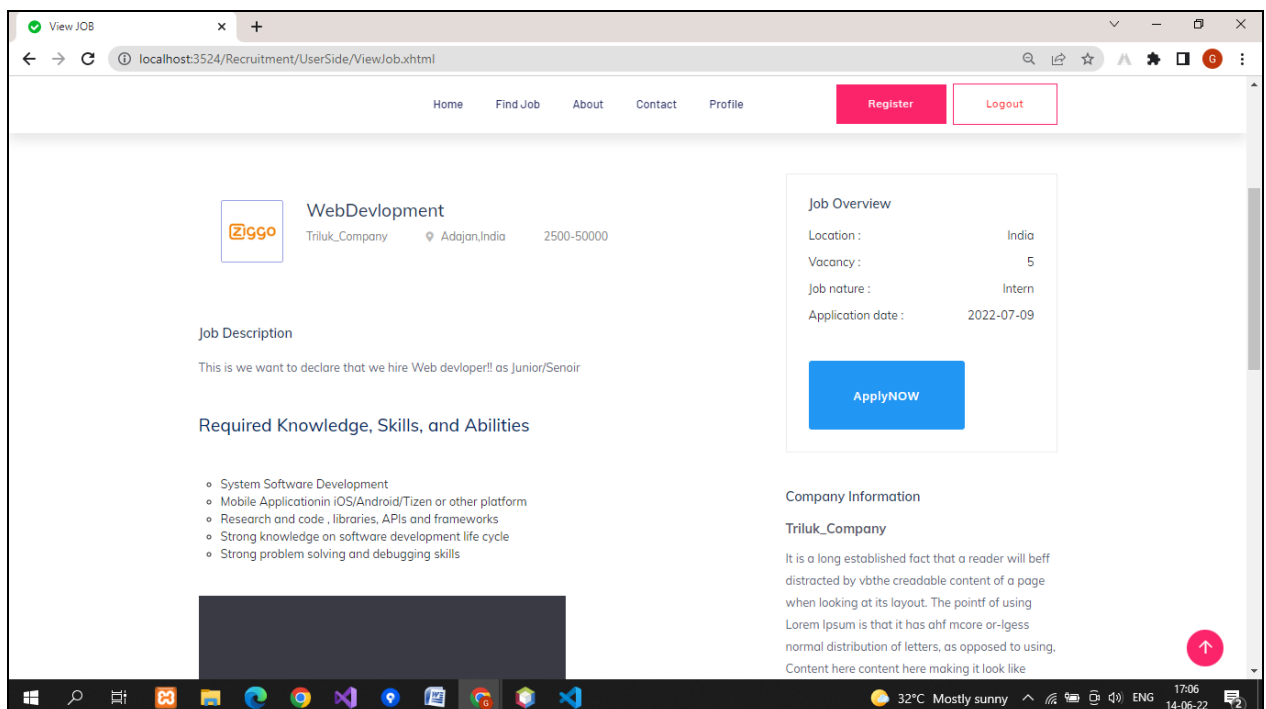 View JOB
localhost:3524/Recruitment/UserSide/ViewJob.xhtml
G
Home Find Job About Contact Profile Register Logout
ziggo
WebDevlopment
Triluk_Company Adajan,India 2500-50000
Job Description
This is we want to declare that we hire Web devloper!! as Junior/Senoir
Required Knowledge, Skills, and Abilities
System Software Development
Mobile Applicationin iOS/Android/Tizen or other platform
Research and code , libraries, APIs and frameworks
Strong knowledge on software development life cycle
Strong problem solving and debugging skills
Job Overview
Location : India
Vacancy : 5
Job nature : Intern
Application date : 2022-07-09
ApplyNOW
Company Information
Triluk_Company
It is a long established fact that a reader will beff
distracted by vbthe creadable content of a page
when looking at its layout. The pointf of using
Lorem Ipsum is that it has ahf mcore or-lgess
normal distribution of letters, as opposed to using,
Content here content here making it look like
32°C Mostly sunny ENG 17:06
14-06-22 2